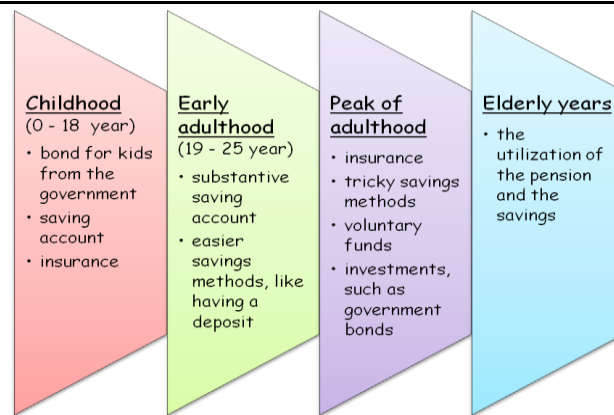 Childhood
(0 - 18 year)
• bond for kids
from the
government
• saving
account
• insurance
Early
adulthood
(19 - 25 year)
• substantive
saving
account
• easier
savings
methods, like
having a
deposit
Peak of
adulthood
• insurance
• tricky savings
methods
• voluntary
funds
• investments,
such as
government
bonds
Elderly years
• the
utilization of
the pension
and the
savings